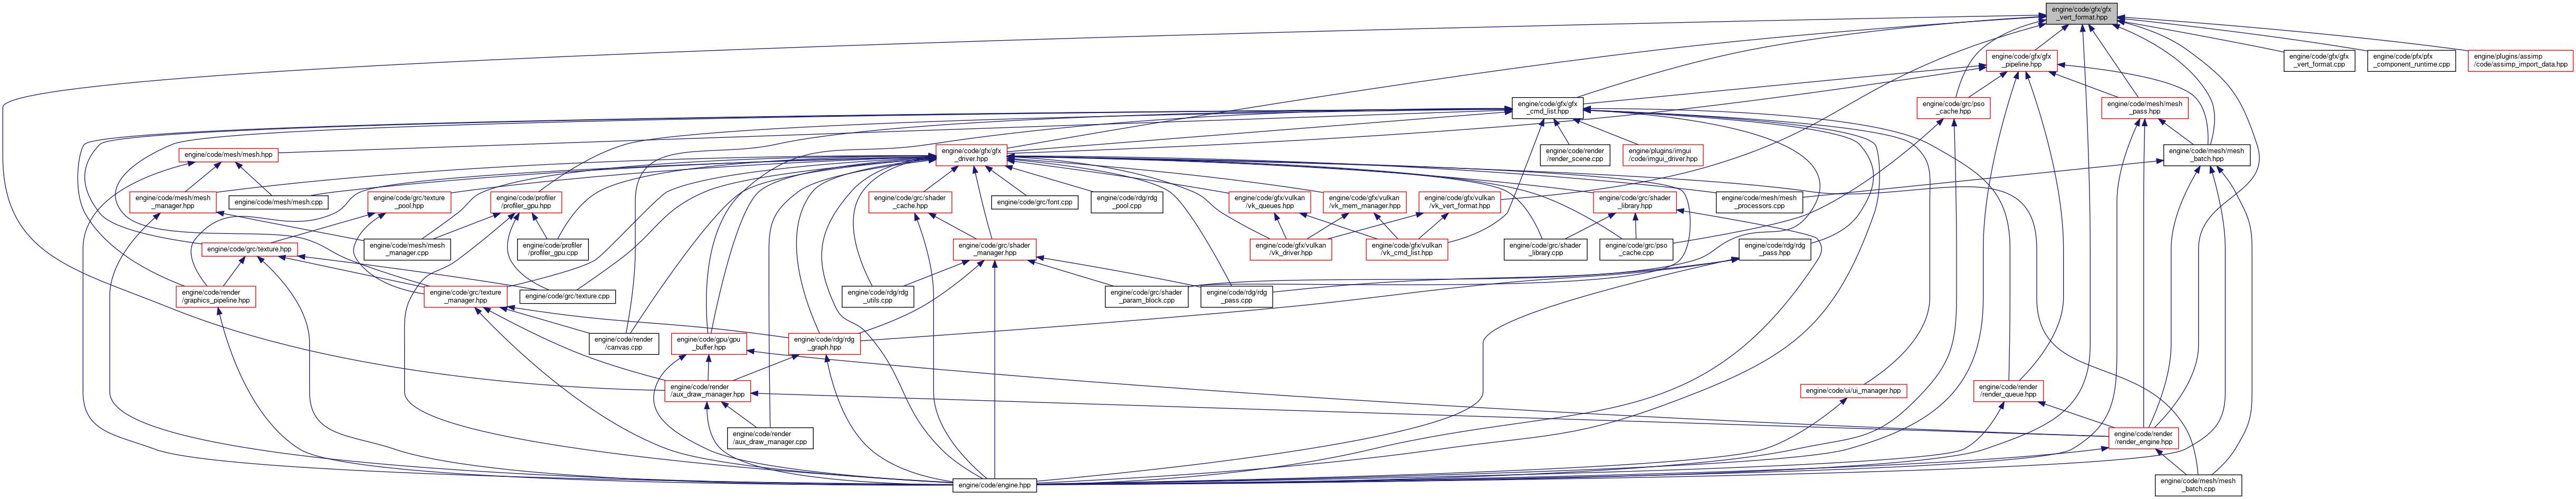 engine/code/gfx/gfx
_vert_format.hpp
engine/code/gfx/gfx
_pipeline.hpp
engine/code/gfx/gfx
_vert_format.cpp
engine/code/pfx/pfx
_component_runtime.cpp
engine/plugins/assimp
/code/assimp_import_data.hpp
engine/code/gfx/gfx
_cmd_list.hpp
engine/code/grc/pso
_cache.hpp
engine/code/mesh/mesh
_pass.hpp
engine/code/mesh/mesh.hpp
engine/code/gfx/gfx
_driver.hpp
engine/code/render
/render_scene.cpp
engine/plugins/imgui
/code/imgui_driver.hpp
engine/code/mesh/mesh
_batch.hpp
engine/code/mesh/mesh
_manager.hpp
engine/code/mesh/mesh.cpp
engine/code/grc/texture
_pool.hpp
engine/code/profiler
/profiler_gpu.hpp
engine/code/grc/shader
_cache.hpp
engine/code/grc/font.cpp
engine/code/rdg/rdg
_pool.cpp
engine/code/gfx/vulkan
/vk_queues.hpp
engine/code/gfx/vulkan
/vk_mem_manager.hpp
engine/code/gfx/vulkan
/vk_vert_format.hpp
engine/code/grc/shader
_library.hpp
engine/code/mesh/mesh
_processors.cpp
engine/code/grc/texture.hpp
engine/code/mesh/mesh
_manager.cpp
engine/code/profiler
/profiler_gpu.cpp
engine/code/grc/shader
_manager.hpp
engine/code/gfx/vulkan
/vk_driver.hpp
engine/code/gfx/vulkan
/vk_cmd_list.hpp
engine/code/grc/shader
_library.cpp
engine/code/grc/pso
_cache.cpp
engine/code/rdg/rdg
_pass.hpp
engine/code/render
/graphics_pipeline.hpp
engine/code/grc/texture
_manager.hpp
engine/code/grc/texture.cpp
engine/code/rdg/rdg
_utils.cpp
engine/code/grc/shader
_param_block.cpp
engine/code/rdg/rdg
_pass.cpp
engine/code/render
/canvas.cpp
engine/code/gpu/gpu
_buffer.hpp
engine/code/rdg/rdg
_graph.hpp
engine/code/render
/aux_draw_manager.hpp
engine/code/ui/ui_manager.hpp
engine/code/render
/render_queue.hpp
engine/code/render
/aux_draw_manager.cpp
engine/code/render
/render_engine.hpp
engine/code/engine.hpp
engine/code/mesh/mesh
_batch.cpp